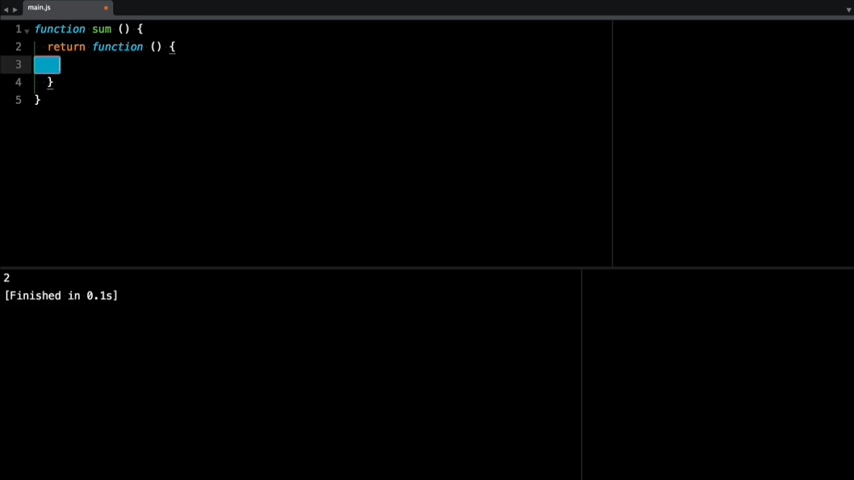 main.js
1 function sum () {
2 return function () {
3
4 }
5 }
2
[Finished in 0.1s]